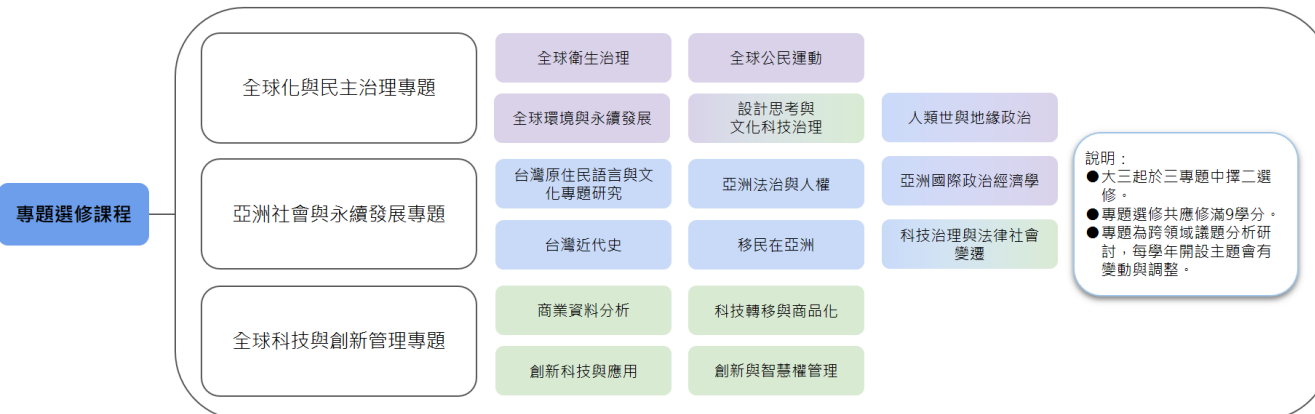 專題選修課程
全球化與民主治理專題
全球衛生治理
全球公民運動
全球環境與永續發展
設計思考與
文化科技治理
人類世與地緣政治
亞洲社會與永續發展專題
台灣原住民語言與文
化專題研究
亞洲法治與人權
亞洲國際政治經濟學
台灣近代史
移民在亞洲
科技治理與法律社會
變遷
全球科技與創新管理專題
商業資料分析
科技轉移與商品化
創新科技與應用
創新與智慧權管理
說明：
●大三起於三專題中擇二選
修。
●專題選修共應修滿9學分。
●專題為跨領域議題分析研
討，每學年開設主題會有
變動與調整。